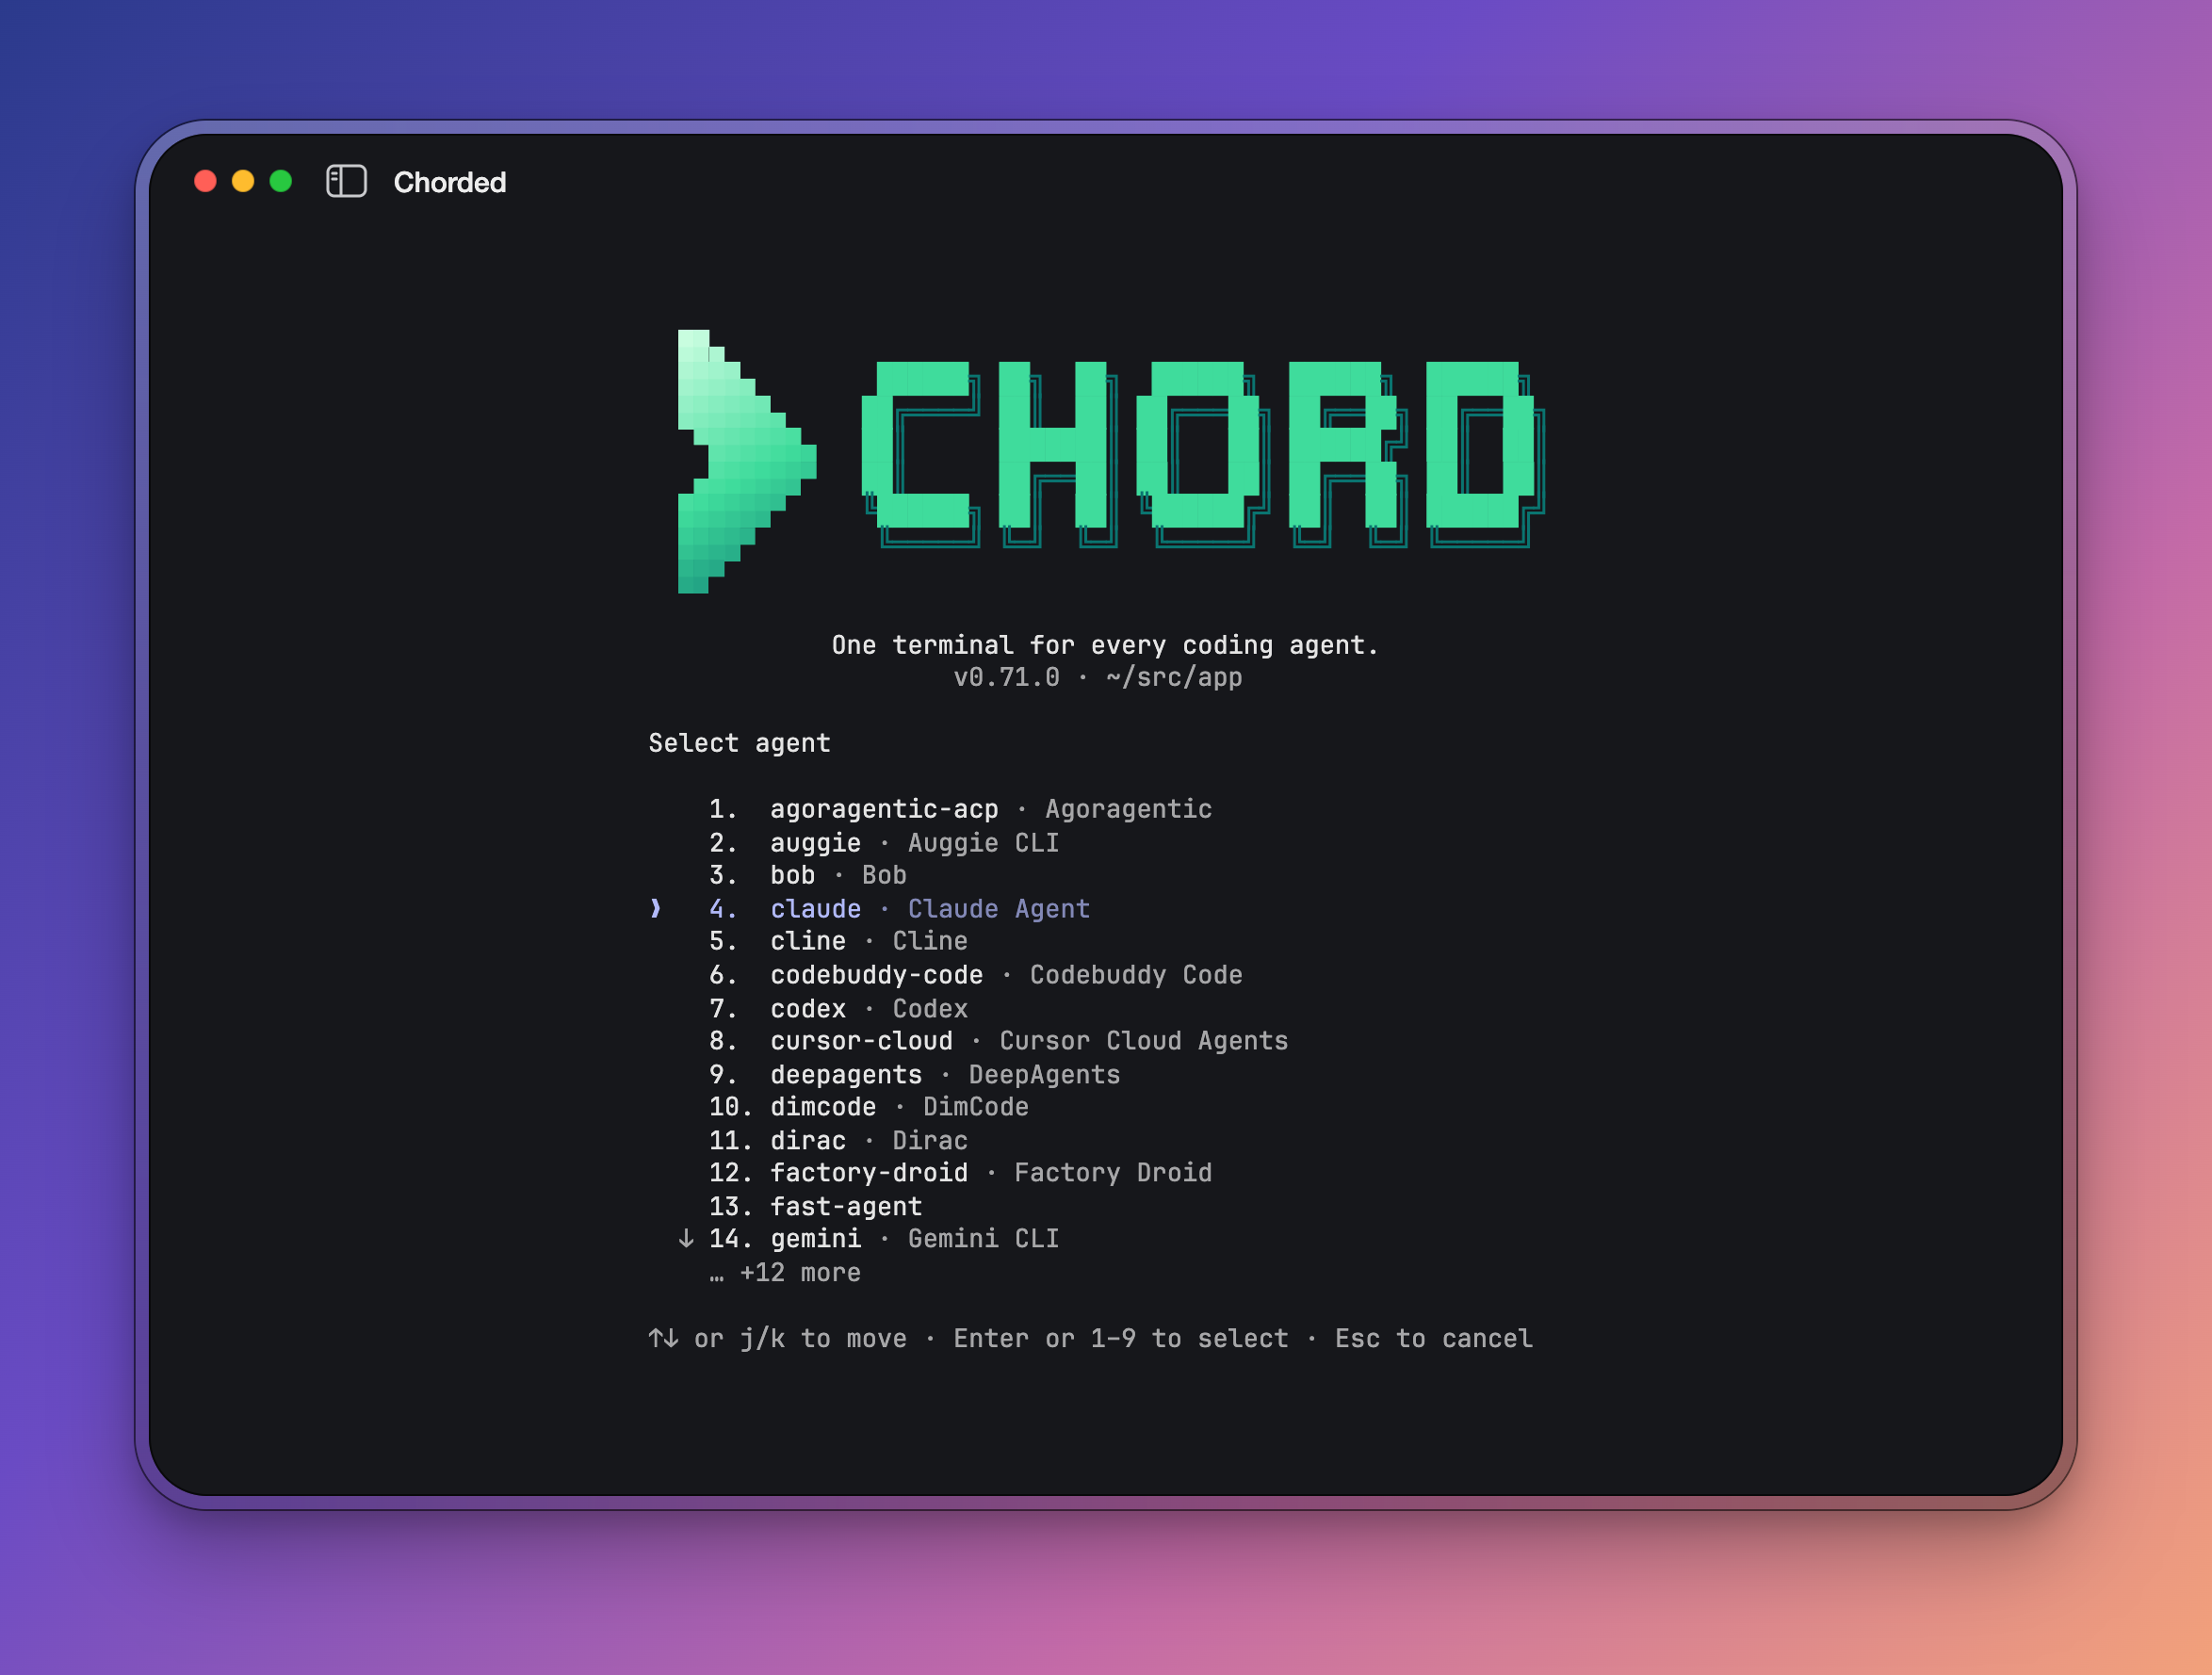 Chorded
CHORD
One terminal for every coding agent.
v0.71.0 · ~/src/app
Select agent
1. agoragentic-acp · Agoragentic
2. auggie · Auggie CLI
3. bob · Bob
❯ 4. claude · Claude Agent
5. cline · Cline
6. codebuddy-code · Codebuddy Code
7. codex · Codex
8. cursor-cloud · Cursor Cloud Agents
9. deepagents · DeepAgents
10. dimcode · DimCode
11. dirac · Dirac
12. factory-droid · Factory Droid
13. fast-agent
↓ 14. gemini · Gemini CLI
… +12 more
↑↓ or j/k to move · Enter or 1–9 to select · Esc to cancel